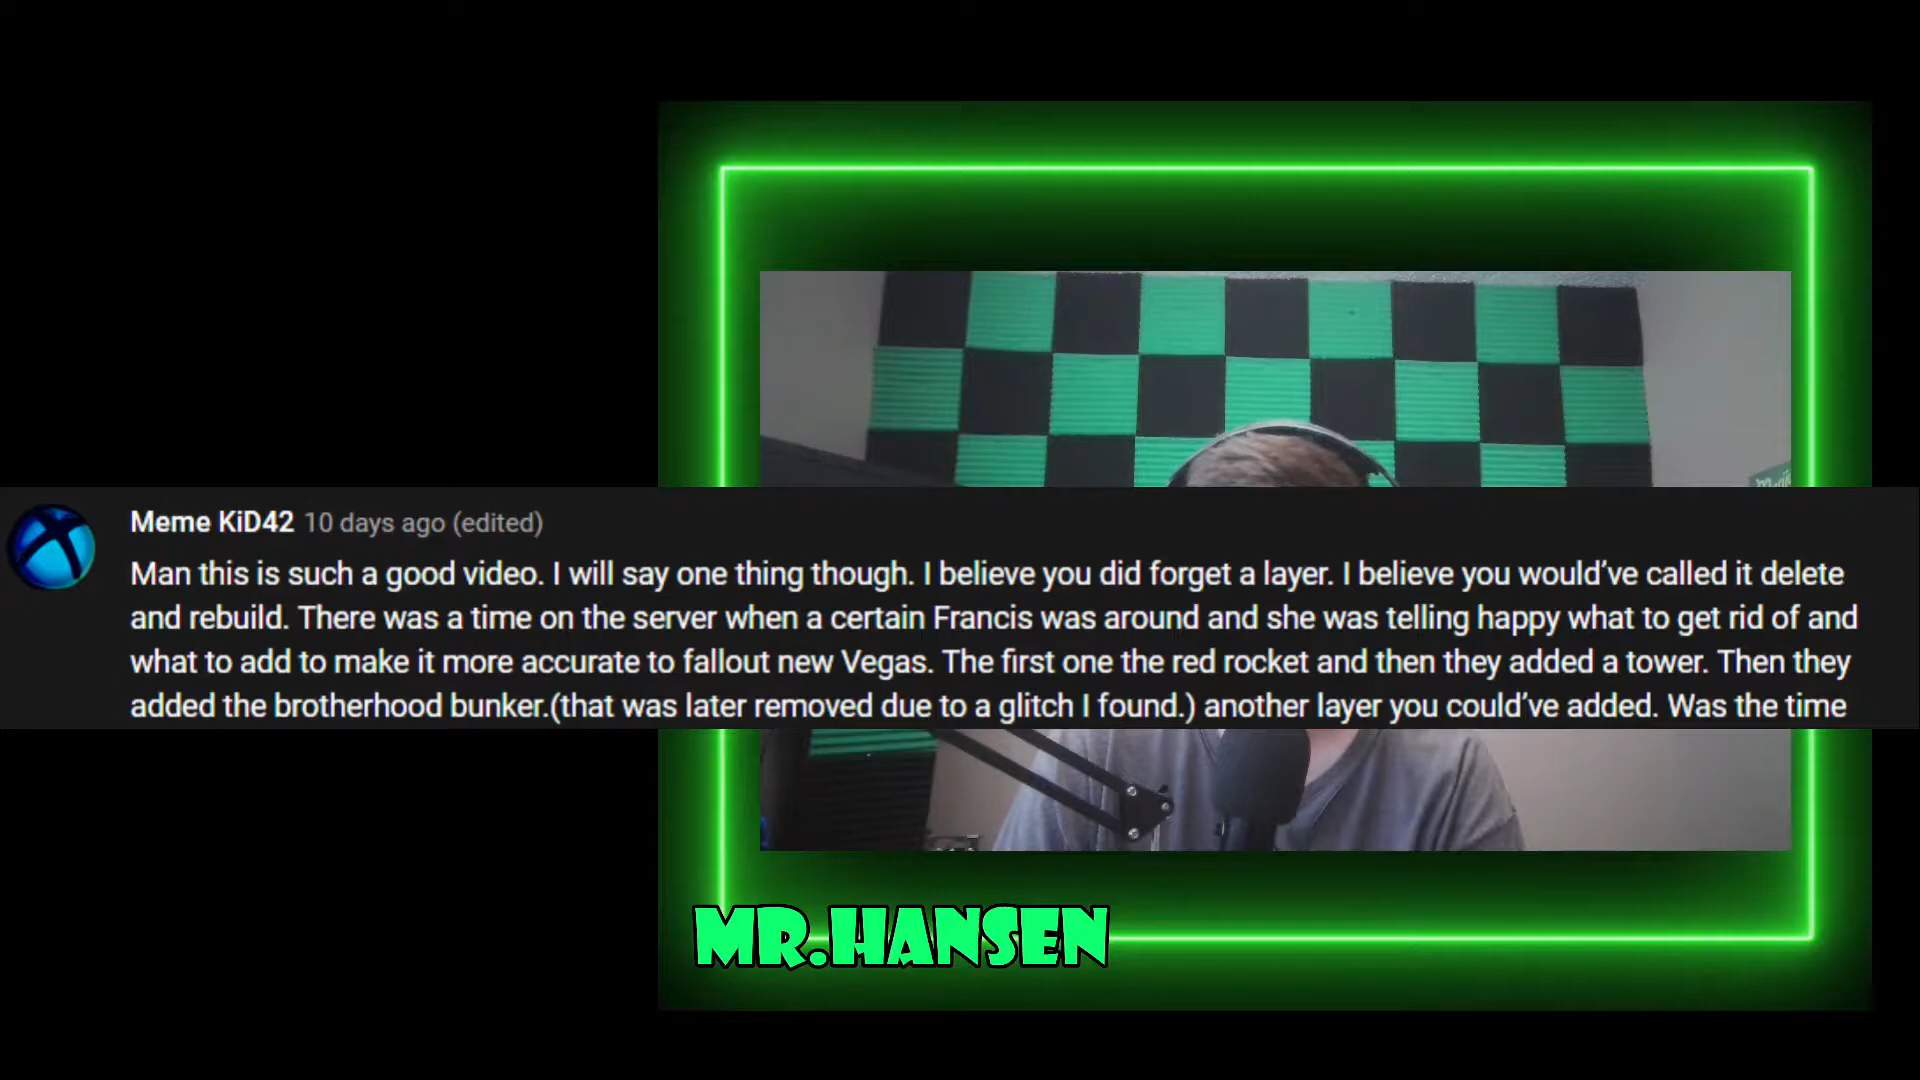 Meme KiD42 10 days ago (edited)
Man this is such a good video. I will say one thing though. I believe you did forget a layer. I believe you would’ve called it delete
and rebuild. There was a time on the server when a certain Francis was around and she was telling happy what to get rid of and
what to add to make it more accurate to fallout new Vegas. The first one the red rocket and then they added a tower. Then they
added the brotherhood bunker.(that was later removed due to a glitch I found.) another layer you could’ve added. Was the time
MR.HANSEN